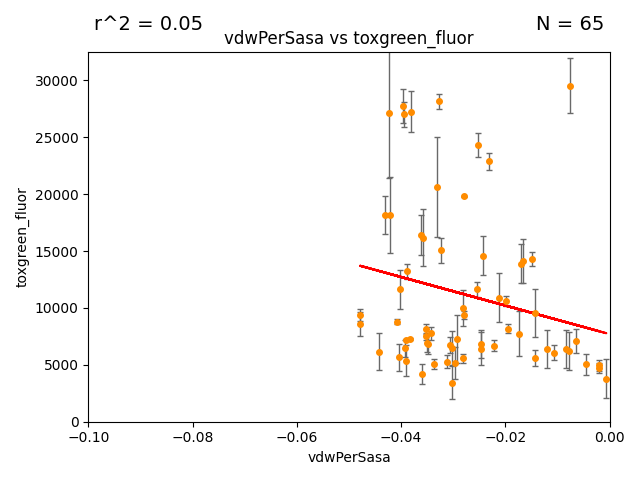 r^2 = 0.05
N = 65
vdwPerSasa vs toxgreen_fluor
toxgreen_fluor
30000
25000
20000
15000
10000
5000
0
−0.10
−0.08
−0.06
−0.04
−0.02
0.00
vdwPerSasa